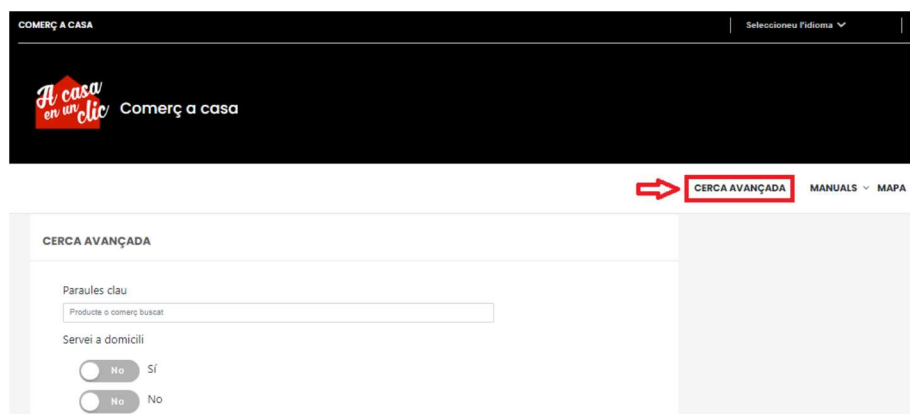 COMERÇ A CASA
Seleccioneu l'idioma
A casa
en un clic
Comerç a casa
CERCA AVANÇADA
MANUALS
MAPA
CERCA AVANÇADA
Paraules clau
Producte o comerç buscat
Servei a domicili
No Sí
No No